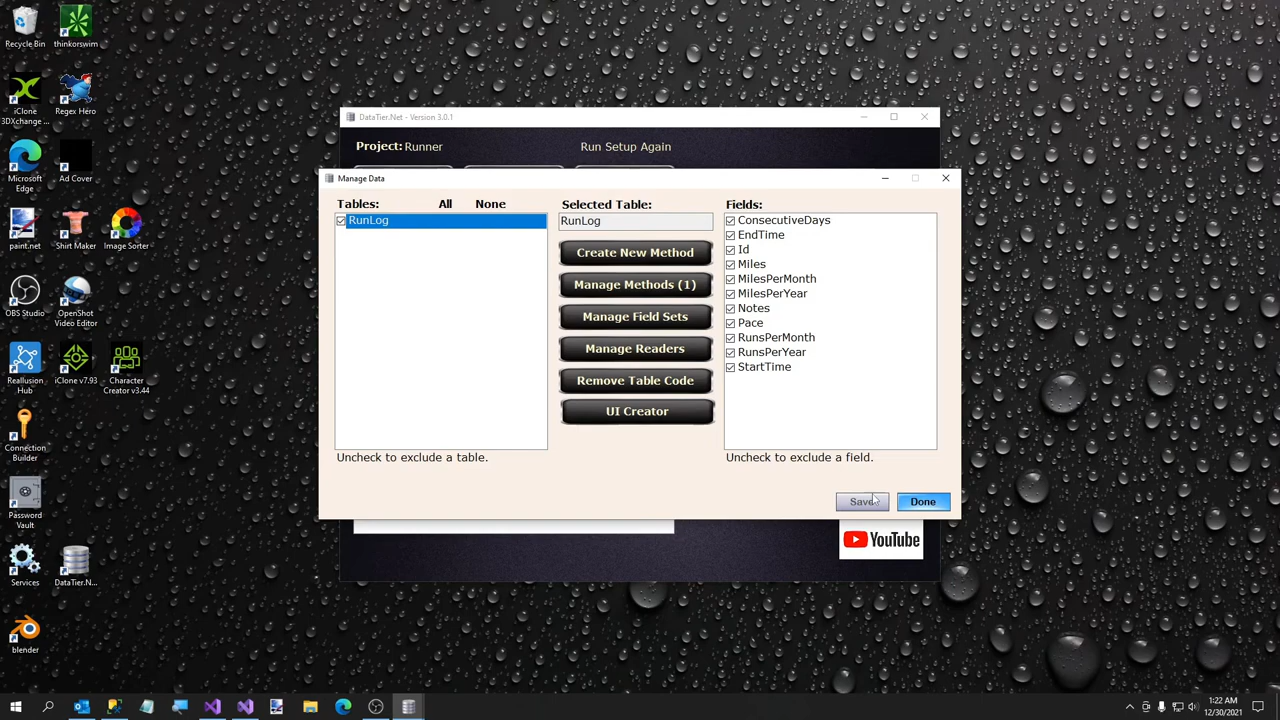 Recycle Bin
thinkorswim
iClone
3DXchange ...
Regex Hero
Microsoft
Edge
Ad Cover
paint.net
Shirt Maker
Image Sorter
OBS Studio
OpenShot
Video Editor
Reallusion
Hub
iClone v7.93
Character
Creator v3.44
Connection
Builder
Password
Vault
Services
DataTier.N...
blender
DataTier.Net - Version 3.0.1
Project: Runner
Run Setup Again
Manage Data
Tables: All None
RunLog
Uncheck to exclude a table.
Selected Table:
RunLog
Create New Method
Manage Methods (1)
Manage Field Sets
Manage Readers
Remove Table Code
UI Creator
Fields:
ConsecutiveDays
EndTime
Id
Miles
MilesPerMonth
MilesPerYear
Notes
Pace
RunsPerMonth
RunsPerYear
StartTime
Uncheck to exclude a field.
Save
Done
YouTube
1:22 AM
12/30/2021